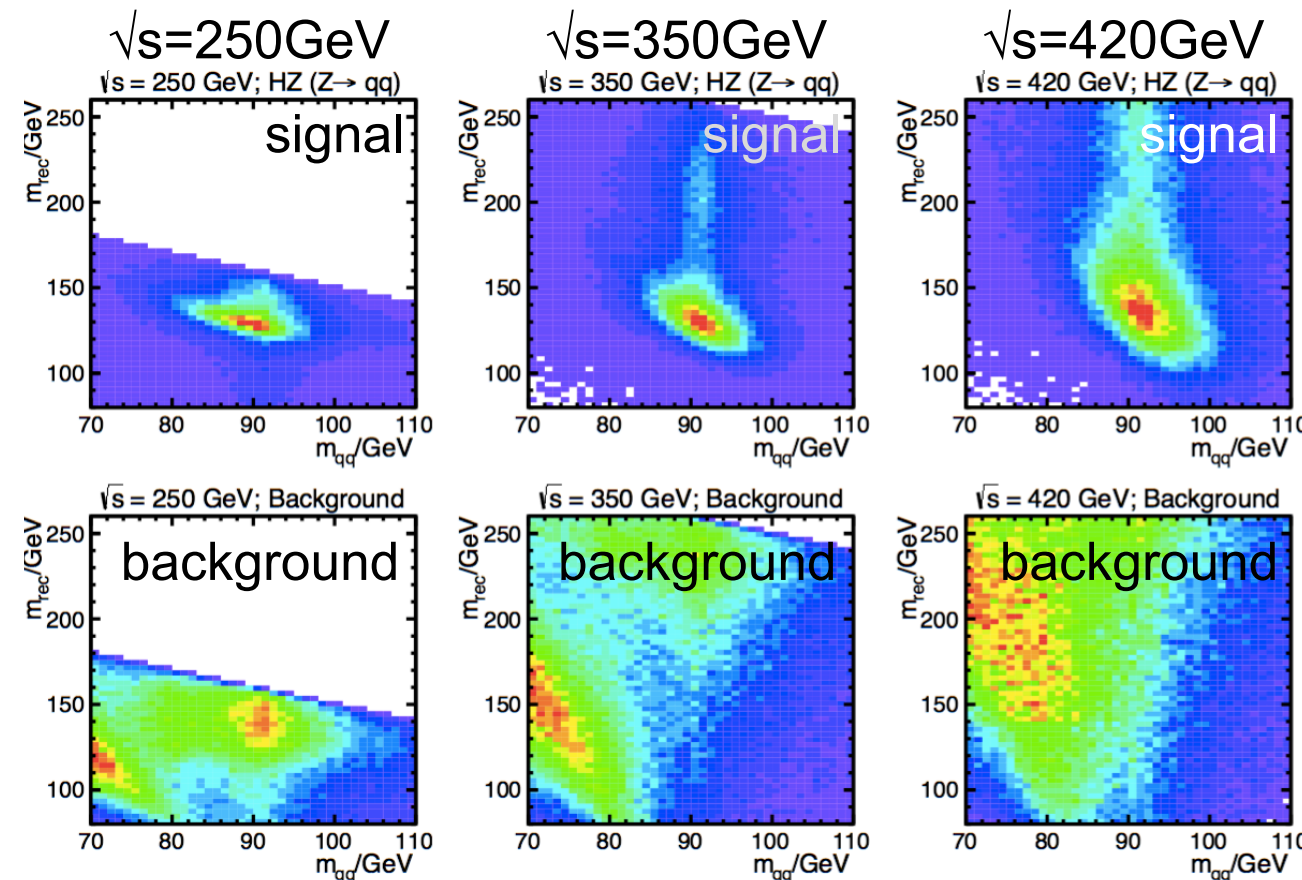 √s=250GeV √s=350GeV √s=420GeV
√s = 250 GeV; HZ (Z→ qq) √s = 350 GeV; HZ (Z→ qq) √s = 420 GeV; HZ (Z→ qq)
signal signal signal
m_rec/GeV m_rec/GeV m_rec/GeV
250 250 250
200 200 200
150 150 150
100 100 100
70 80 90 100 110 70 80 90 100 110 70 80 90 100 110
m_qq/GeV m_qq/GeV m_qq/GeV
√s = 250 GeV; Background √s = 350 GeV; Background √s = 420 GeV; Background
background background background
m_rec/GeV m_rec/GeV m_rec/GeV
250 250 250
200 200 200
150 150 150
100 100 100
70 80 90 100 110 70 80 90 100 110 70 80 90 100 110
m_qq/GeV m_qq/GeV m_qq/GeV